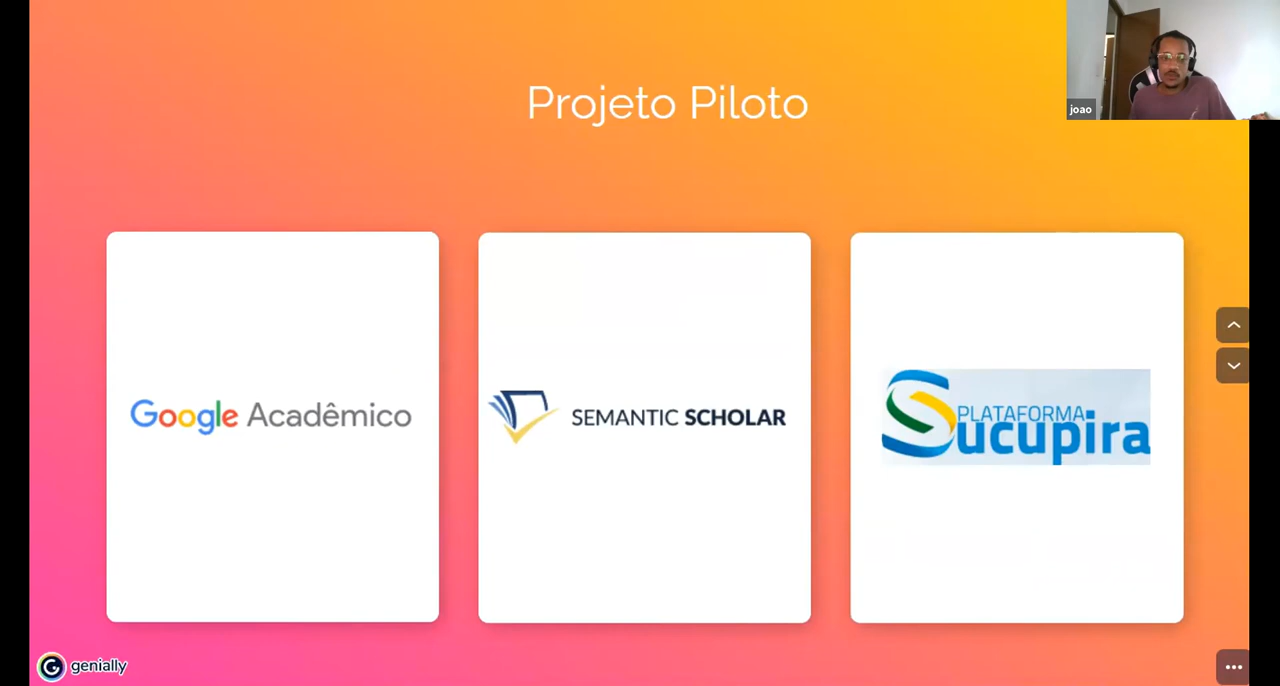 Projeto Piloto
joao
Google Acadêmico
SEMANTIC SCHOLAR
PLATAFORMA
Sucupira
genially